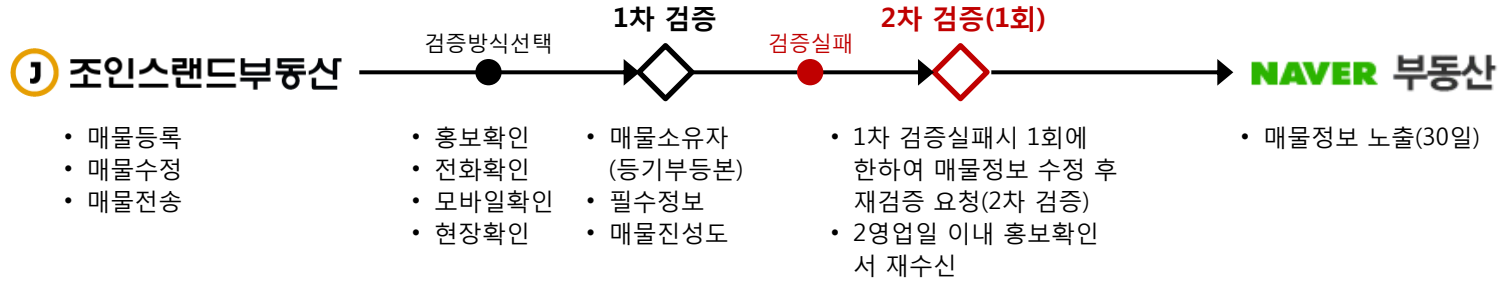 1차 검증
2차 검증(1회)
검증방식선택
검증실패
J 조인스랜드부동산
NAVER 부동산
• 매물등록
• 매물수정
• 매물전송
• 홍보확인
• 전화확인
• 모바일확인
• 현장확인
• 매물소유자
(등기부등본)
• 필수정보
• 매물진성도
• 1차 검증실패시 1회에
한하여 매물정보 수정 후
재검증 요청(2차 검증)
• 2영업일 이내 홍보확인
서 재수신
• 매물정보 노출(30일)